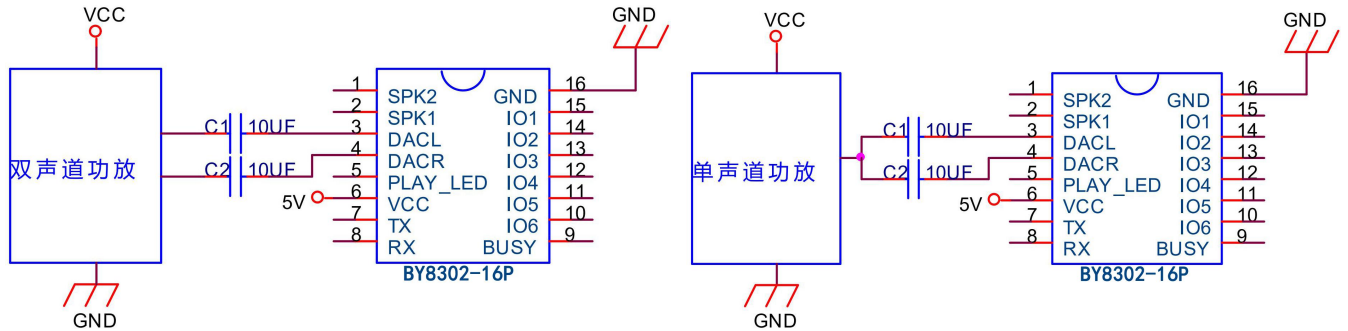 VCC
GND
双声道功放
C1 10UF
C2 10UF
5V
1 SPK2 GND 16
2 SPK1 IO1 15
3 DACL IO2 14
4 DACR IO3 13
5 PLAY_LED IO4 12
6 VCC IO5 11
7 TX IO6 10
8 RX BUSY 9
BY8302-16P
GND
VCC
GND
单声道功放
C1 10UF
C2 10UF
5V
1 SPK2 GND 16
2 SPK1 IO1 15
3 DACL IO2 14
4 DACR IO3 13
5 PLAY_LED IO4 12
6 VCC IO5 11
7 TX IO6 10
8 RX BUSY 9
BY8302-16P
GND